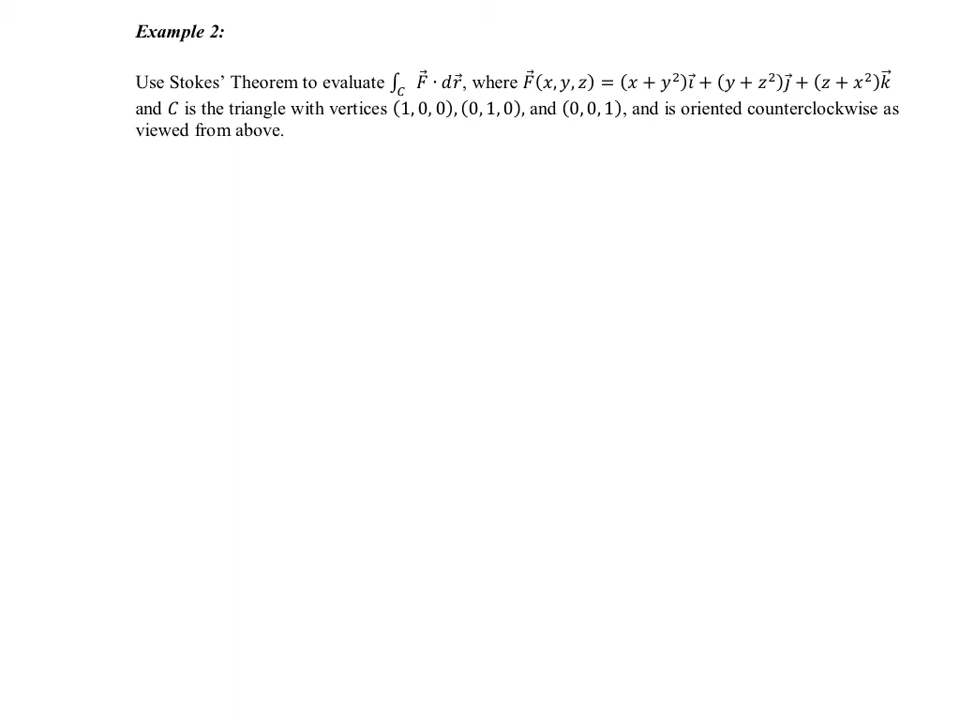 Example 2:
Use Stokes’ Theorem to evaluate ∫_C F⃗ · dr⃗, where F⃗(x, y, z) = (x + y²)i⃗ + (y + z²)j⃗ + (z + x²)k⃗
and C is the triangle with vertices (1, 0, 0), (0, 1, 0), and (0, 0, 1), and is oriented counterclockwise as
viewed from above.